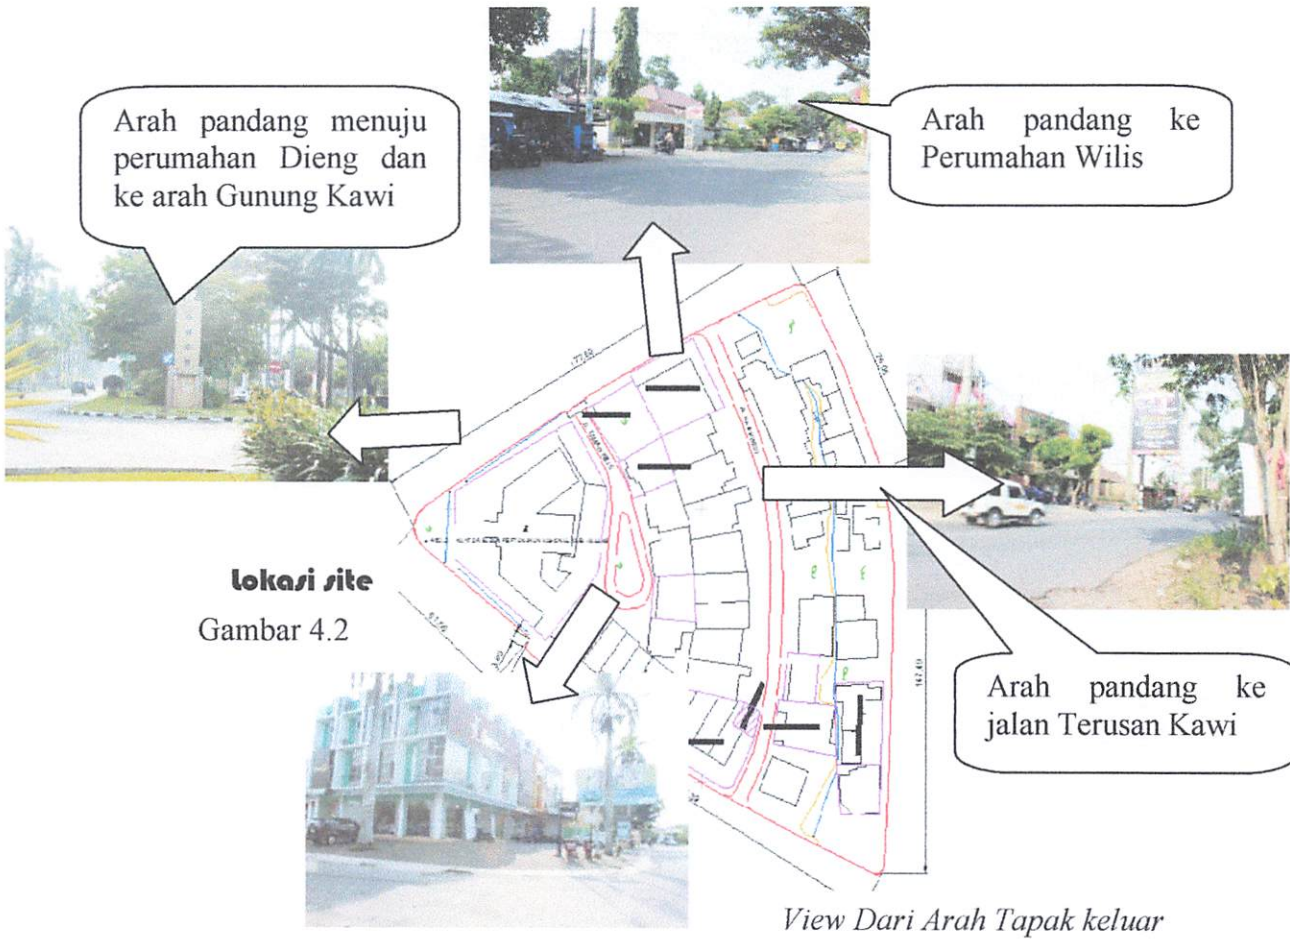 Arah pandang menuju
perumahan Dieng dan
ke arah Gunung Kawi
Arah pandang ke
Perumahan Wilis
Lokasi site
Gambar 4.2
Arah pandang ke
jalan Terusan Kawi
View Dari Arah Tapak keluar